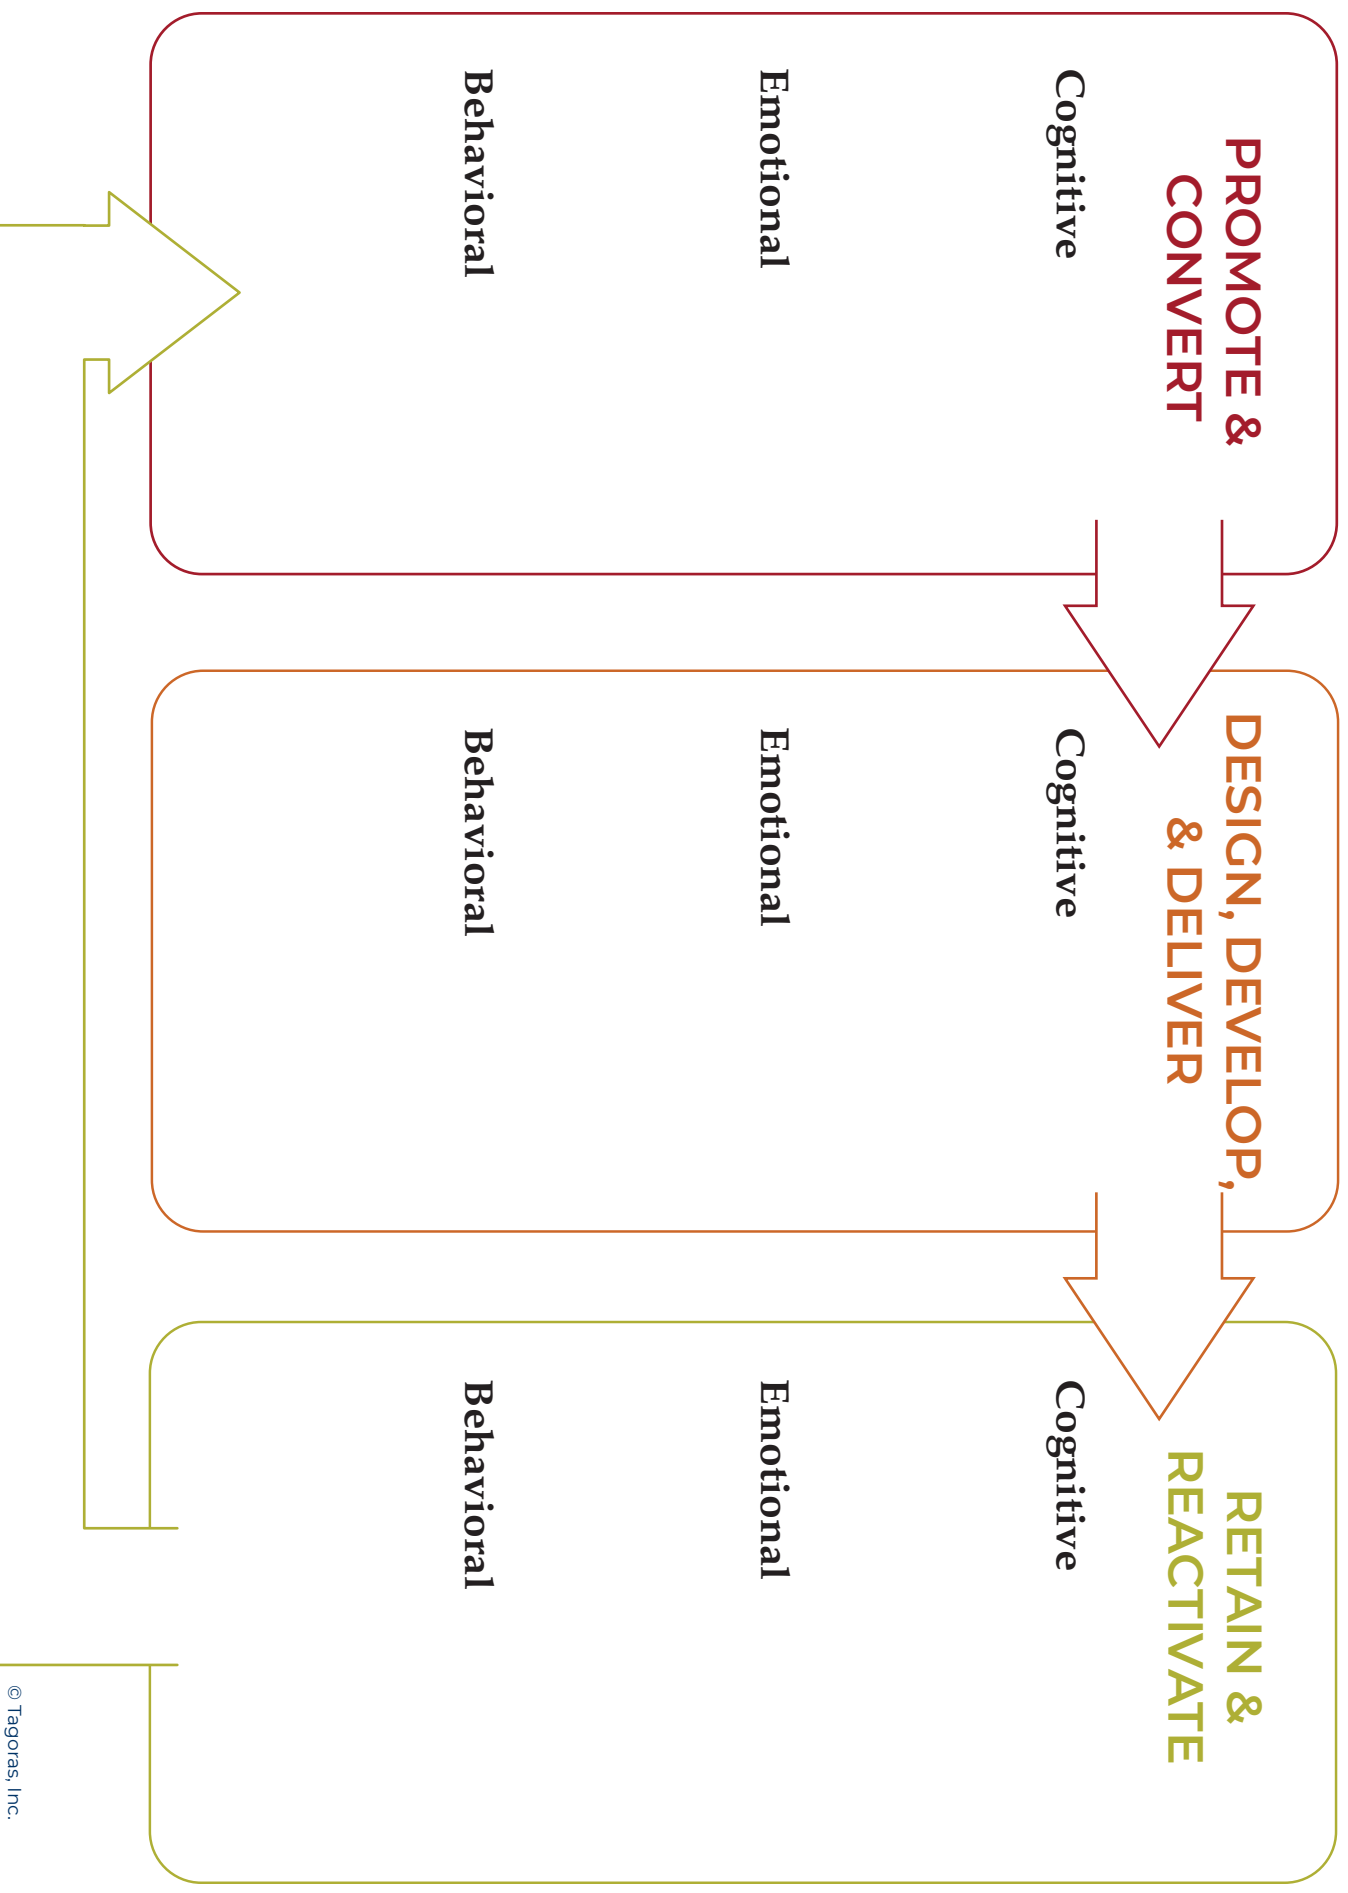 PROMOTE &
CONVERT
Cognitive
Emotional
Behavioral
DESIGN, DEVELOP,
& DELIVER
Cognitive
Emotional
Behavioral
RETAIN &
REACTIVATE
Cognitive
Emotional
Behavioral
© Tagoras, Inc.